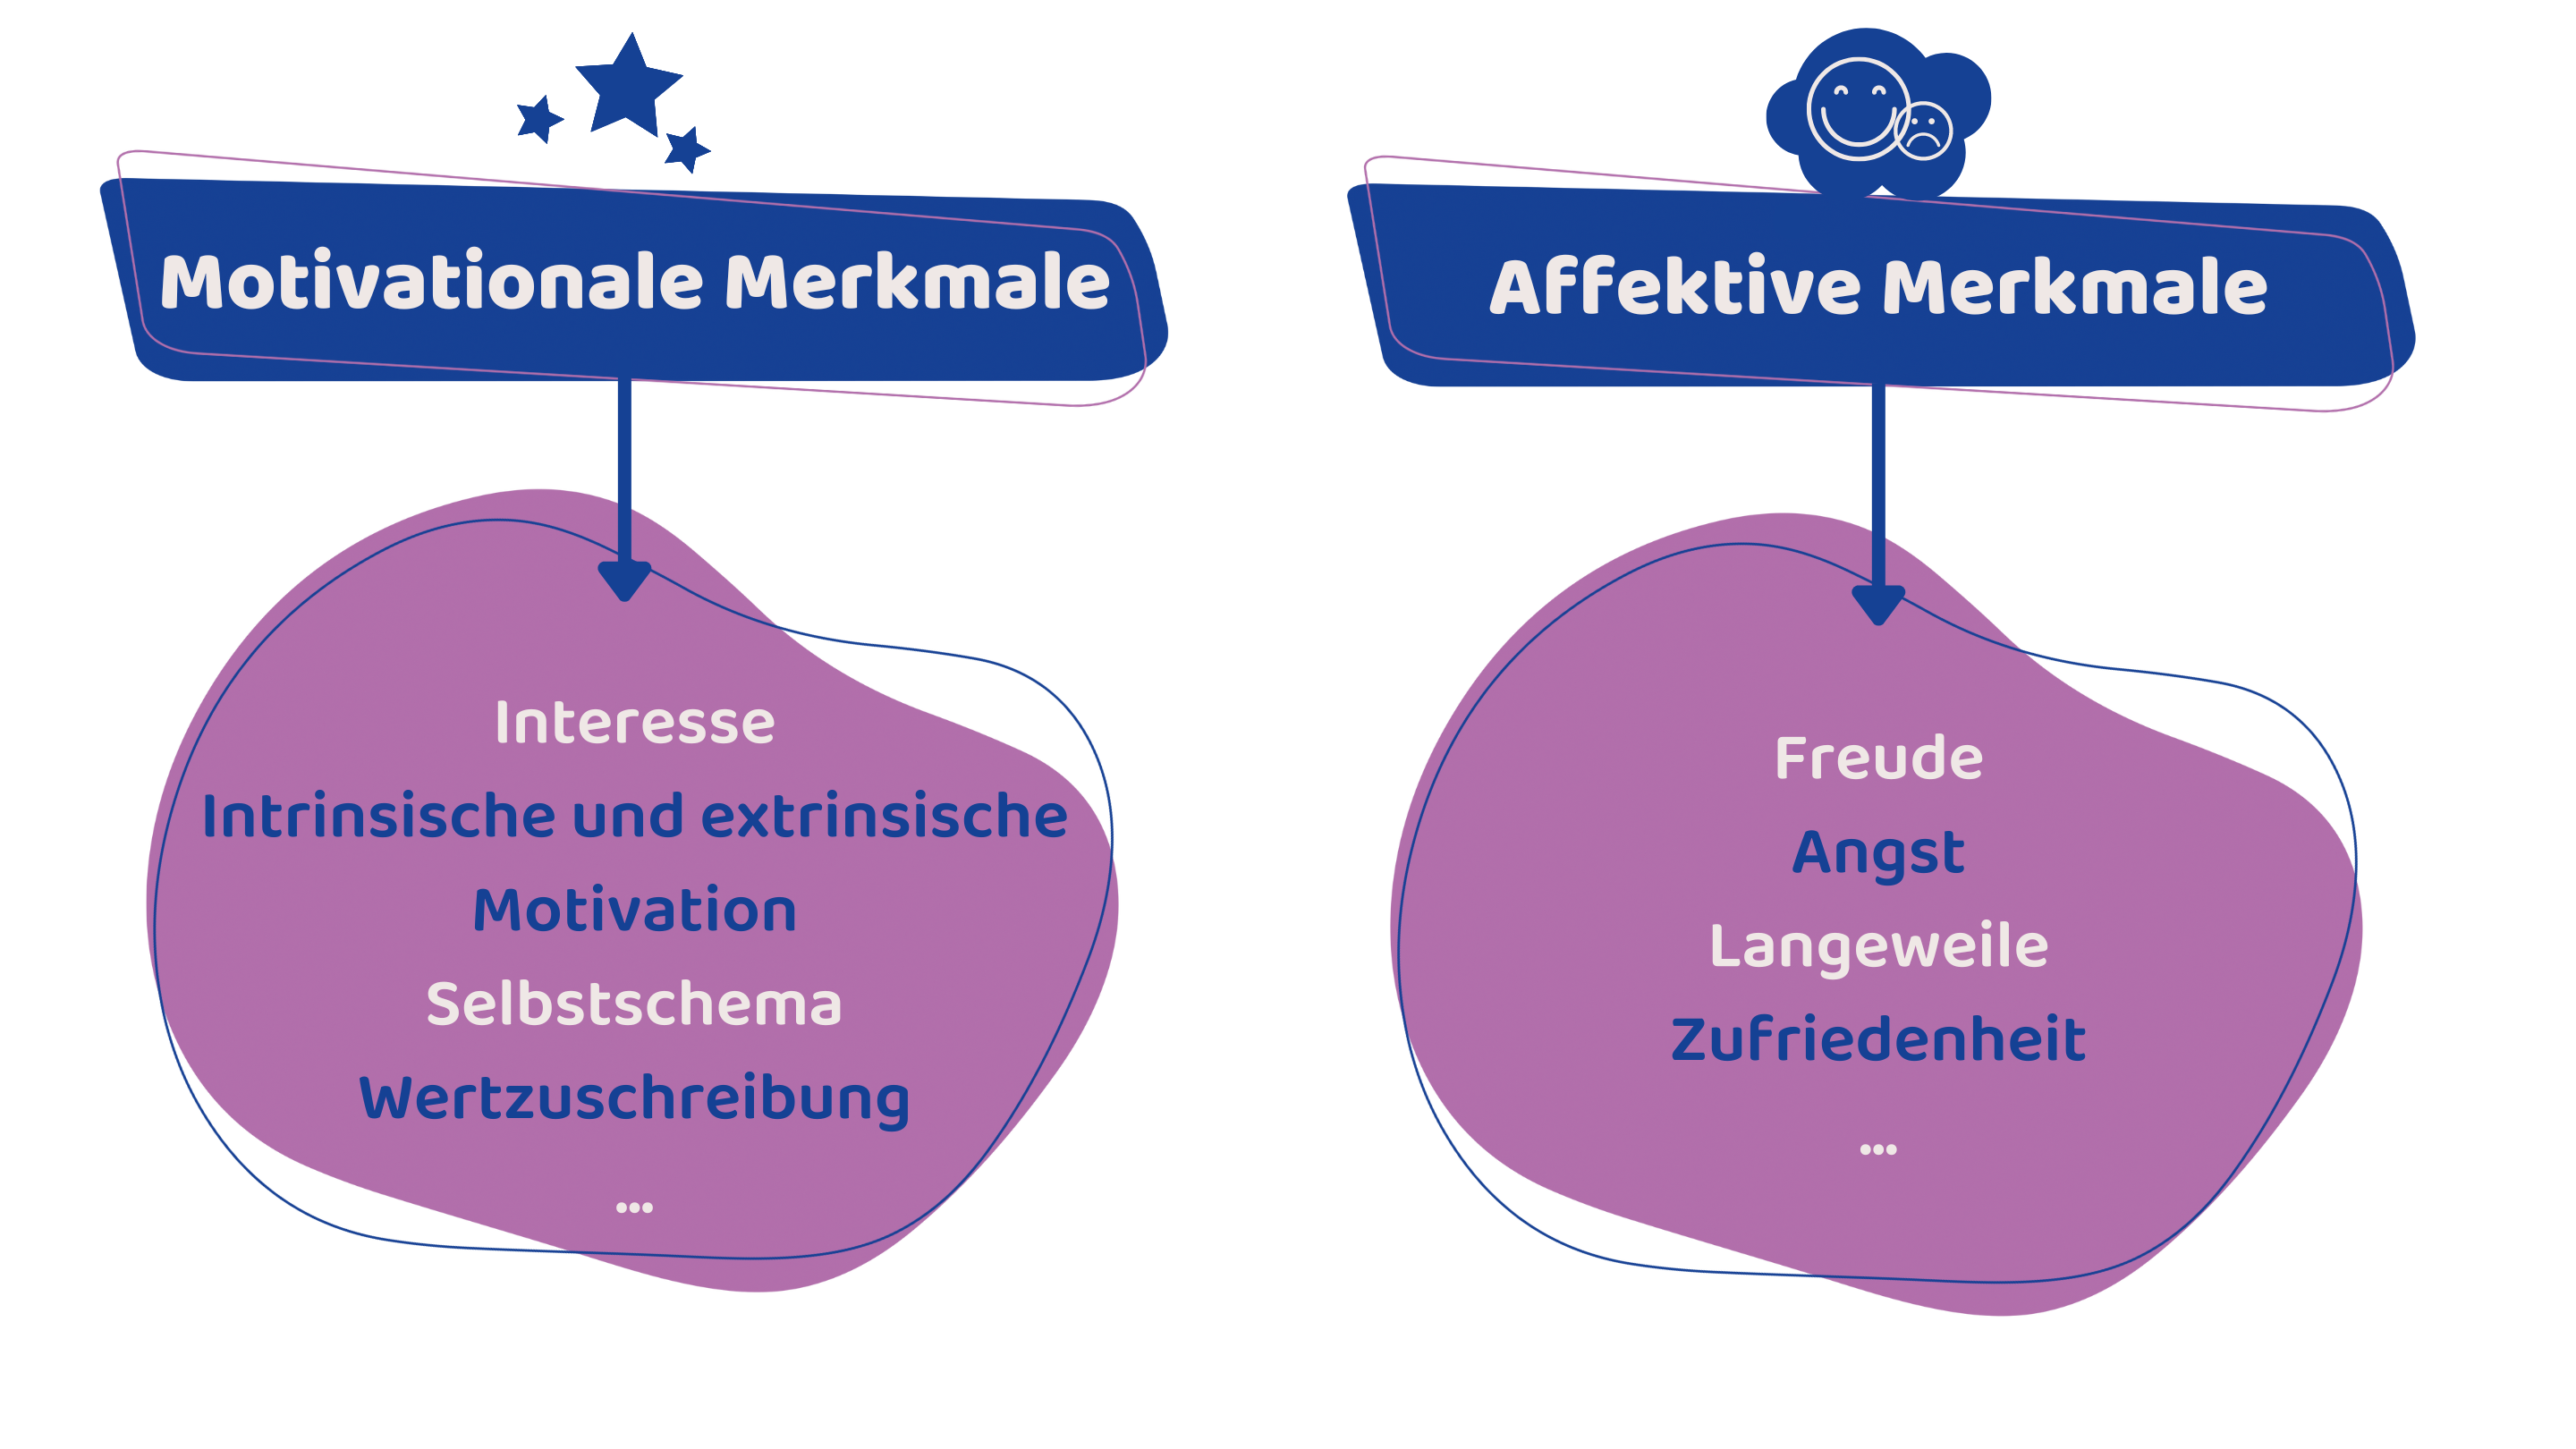 Motivationale Merkmale
Interesse
Intrinsische und extrinsische
Motivation
Selbstschema
Wertzuschreibung
...
Affektive Merkmale
Freude
Angst
Langeweile
Zufriedenheit
...